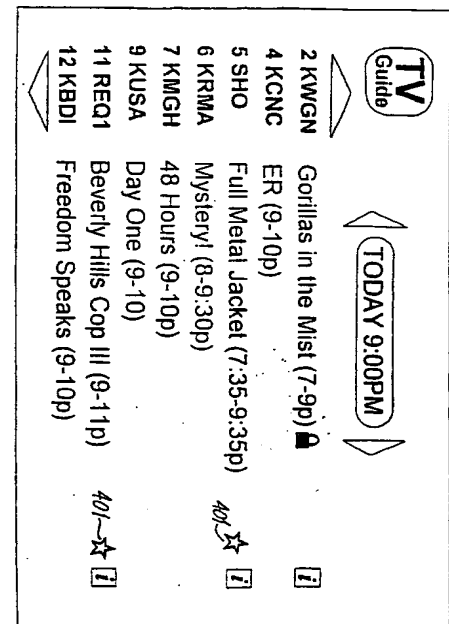 TV
Guide
TODAY 9:00PM
2 KWGN Gorillas in the Mist (7-9p) i
4 KCNC ER (9-10p)
5 SHO Full Metal Jacket (7:35-9:35p) 401 i
6 KRMA Mystery! (8-9:30p)
7 KMGH 48 Hours (9-10p)
9 KUSA Day One (9-10)
11 REQ1 Beverly Hills Cop III (9-11p) 401 i
12 KBDI Freedom Speaks (9-10p)